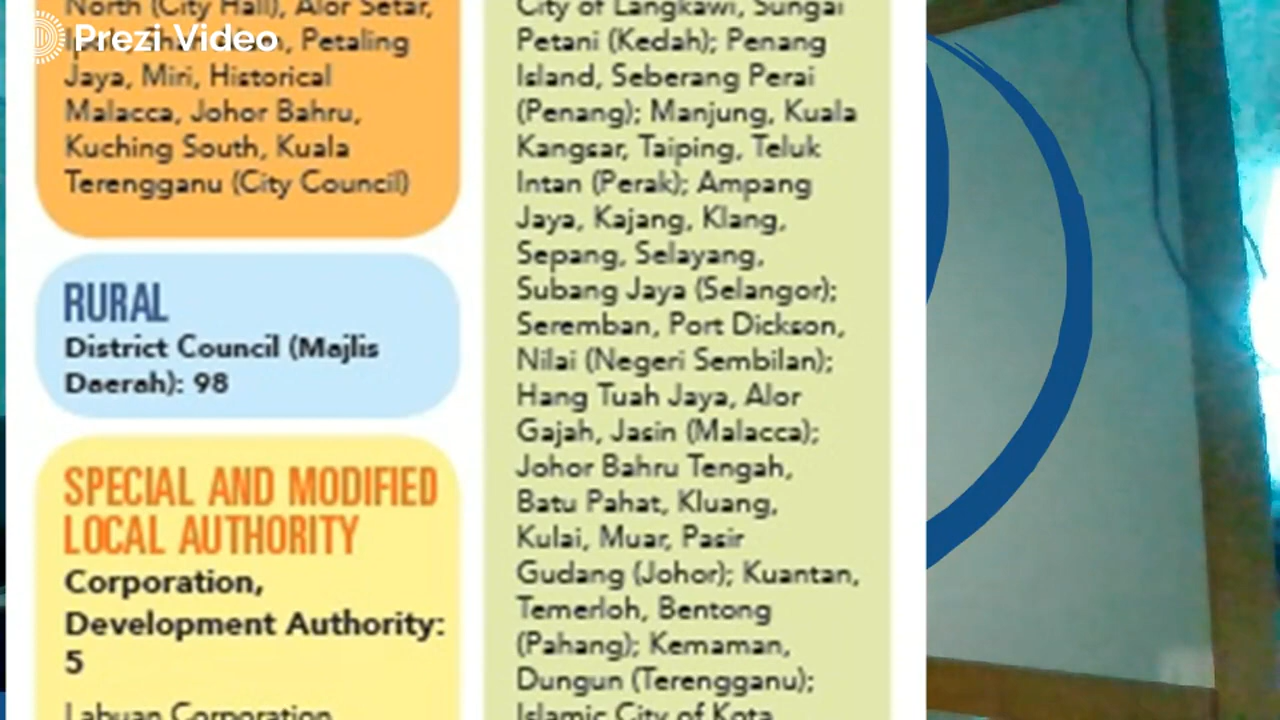 North (City Hall), Alor Setar,
Prezi Video
Petaling
Jaya, Miri, Historical
Malacca, Johor Bahru,
Kuching South, Kuala
Terengganu (City Council)
RURAL
District Council (Majlis
Daerah): 98
SPECIAL AND MODIFIED
LOCAL AUTHORITY
Corporation,
Development Authority:
5
Labuan Corporation
City of Langkawi, Sungai
Petani (Kedah); Penang
Island, Seberang Perai
(Penang); Manjung, Kuala
Kangsar, Taiping, Teluk
Intan (Perak); Ampang
Jaya, Kajang, Klang,
Sepang, Selayang,
Subang Jaya (Selangor);
Seremban, Port Dickson,
Nilai (Negeri Sembilan);
Hang Tuah Jaya, Alor
Gajah, Jasin (Malacca);
Johor Bahru Tengah,
Batu Pahat, Kluang,
Kulai, Muar, Pasir
Gudang (Johor); Kuantan,
Temerloh, Bentong
(Pahang); Kemaman,
Dungun (Terengganu);
Islamic City of Kota